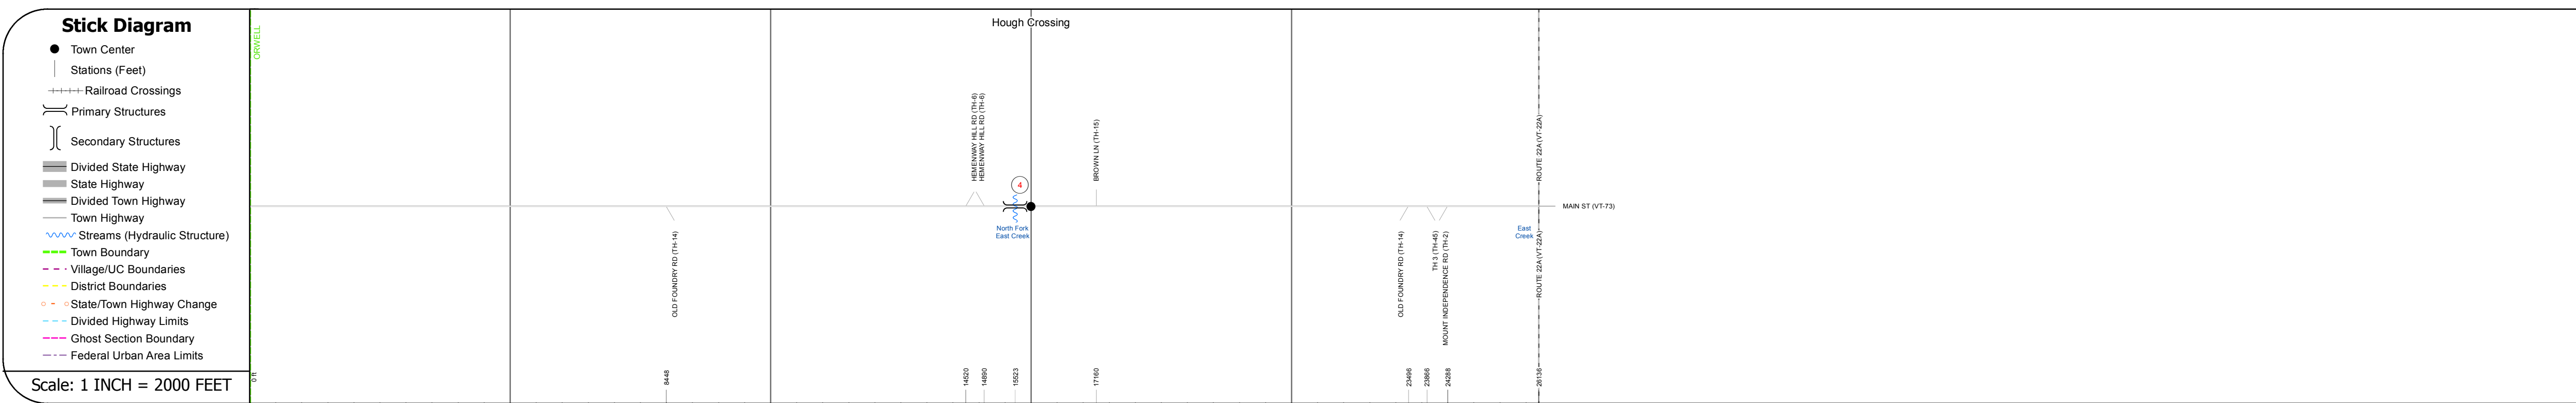 Stick Diagram
Town Center
Stations (Feet)
Railroad Crossings
Primary Structures
Secondary Structures
Divided State Highway
State Highway
Divided Town Highway
Town Highway
Streams (Hydraulic Structure)
Town Boundary
Village/UC Boundaries
District Boundaries
State/Town Highway Change
Divided Highway Limits
Ghost Section Boundary
Federal Urban Area Limits
Scale: 1 INCH = 2000 FEET
ORWELL
0 ft
OLD FOUNDRY RD (TH-14)
8448
HEMENWAY HILL RD (TH-6)
HEMENWAY HILL RD (TH-6)
14520
14890
4
North Fork
East Creek
15523
Hough Crossing
BROWN LN (TH-15)
17160
OLD FOUNDRY RD (TH-14)
TH 3 (TH-45)
MOUNT INDEPENDENCE RD (TH-2)
23496
23866
24288
East
Creek
ROUTE 22A (VT-22A)
ROUTE 22A (VT-22A)
26136
MAIN ST (VT-73)